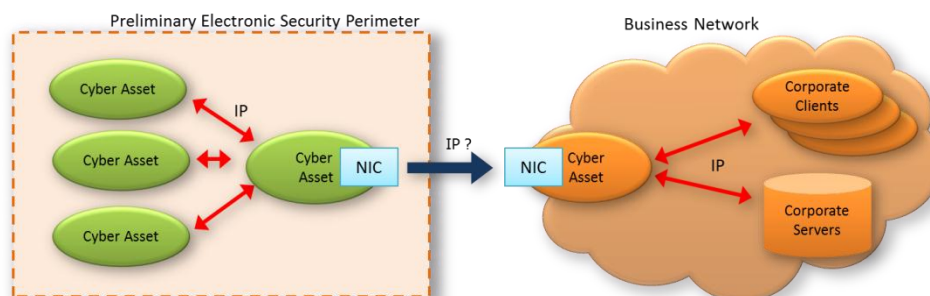 Preliminary Electronic Security Perimeter
Business Network
Cyber Asset
IP
Cyber Asset
Cyber Asset
Cyber
Asset
NIC
IP ?
NIC
Cyber
Asset
IP
Corporate
Clients
Corporate
Servers